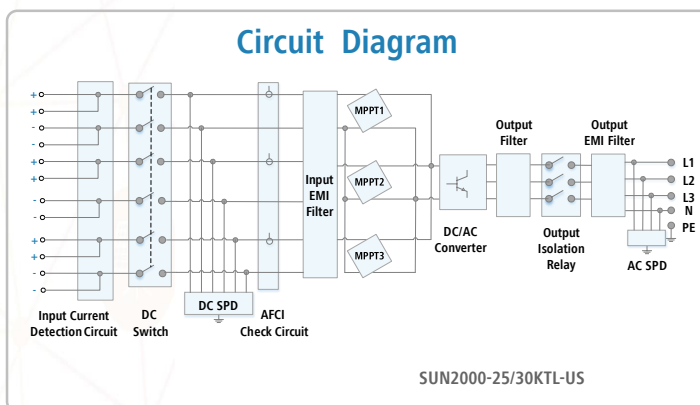 Circuit Diagram
+
+
-
-
+
+
-
-
+
+
-
-
Input Current
Detection Circuit
DC
Switch
DC SPD
AFCI
Check Circuit
Input
EMI
Filter
MPPT1
MPPT2
MPPT3
DC/AC
Converter
Output
Filter
Output
Isolation
Relay
Output
EMI Filter
L1
L2
L3
N
PE
AC SPD
SUN2000-25/30KTL-US